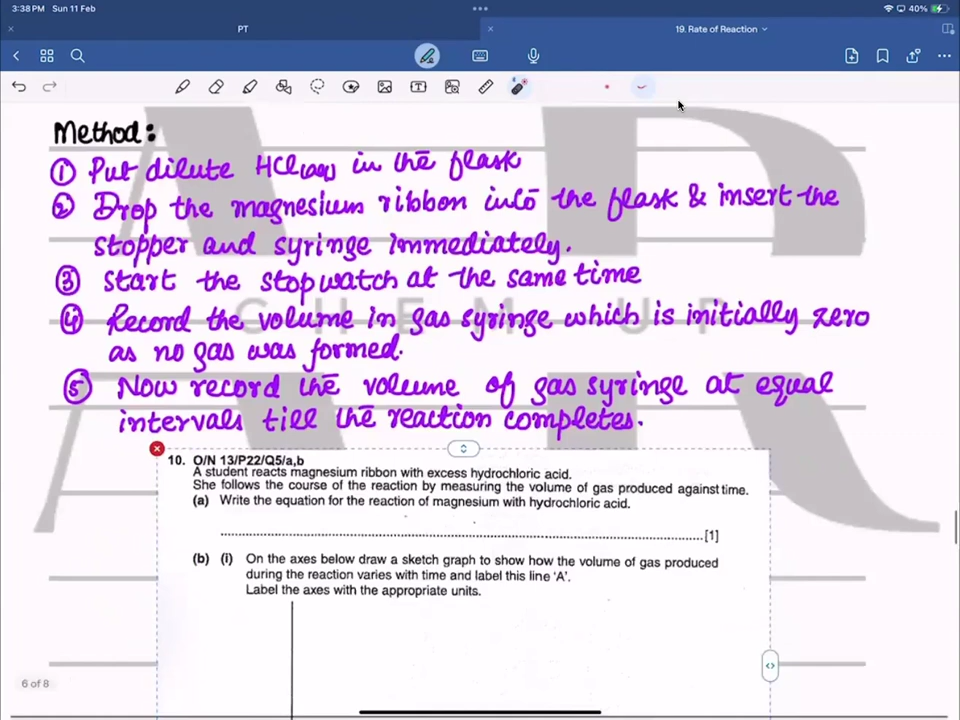 3:38 PM Sun 11 Feb
40%
PT
19. Rate of Reaction
Method:
① Put dilute HCl(aq) in the flask
② Drop the magnesium ribbon into the flask & insert the
stopper and syringe immediately.
③ Start the stopwatch at the same time
④ Record the volume in gas syringe which is initially zero
as no gas was formed.
⑤ Now record the volume of gas syringe at equal
intervals till the reaction completes.
CHEM UP
10. O/N 13/P22/Q5/a,b
A student reacts magnesium ribbon with excess hydrochloric acid.
She follows the course of the reaction by measuring the volume of gas produced against time.
(a) Write the equation for the reaction of magnesium with hydrochloric acid.
[1]
(b) (i) On the axes below draw a sketch graph to show how the volume of gas produced
during the reaction varies with time and label this line 'A'.
Label the axes with the appropriate units.
6 of 8